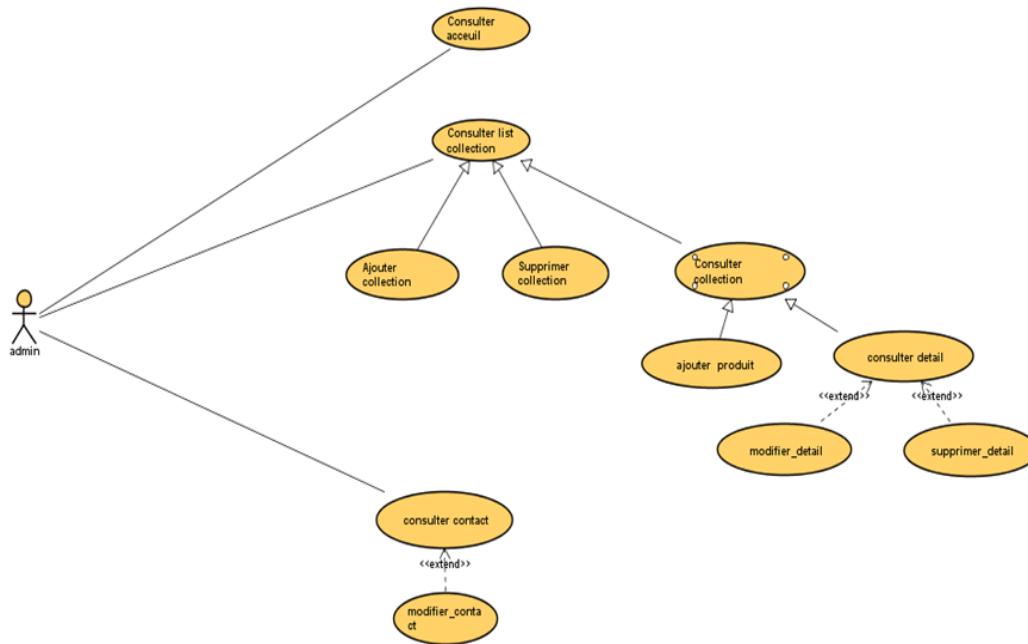 Consulter
acceuil
Consulter list
collection
Ajouter
collection
Supprimer
collection
Consulter
collection
admin
ajouter produit
consulter detail
<<extend>>
<<extend>>
modifier_detail
supprimer_detail
consulter contact
<<extend>>
modifier_conta
ct